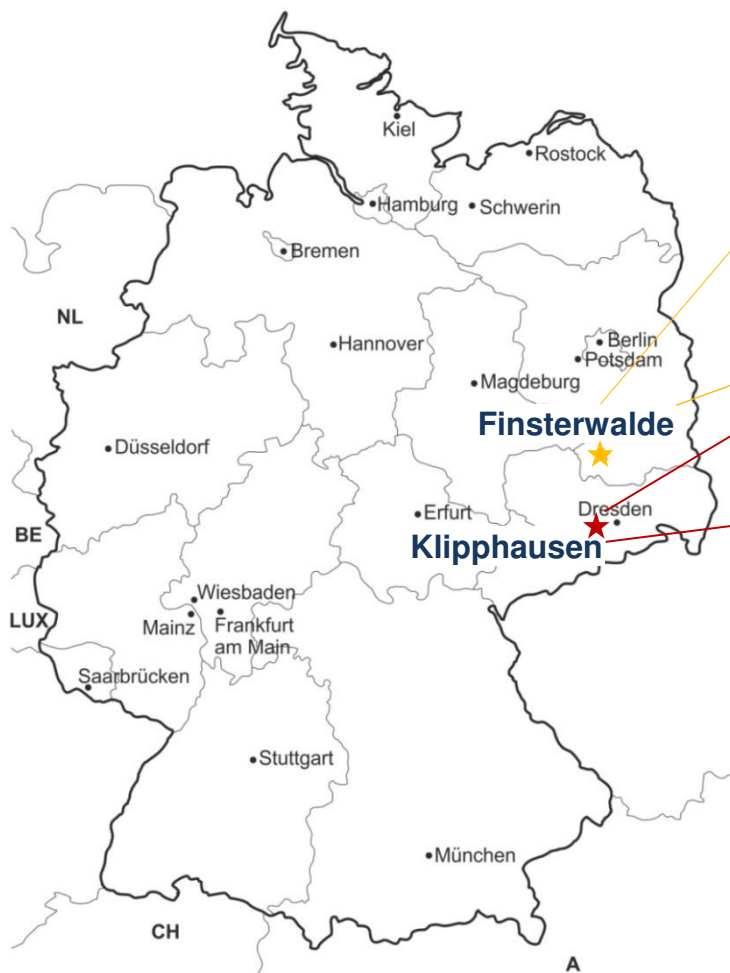 Kiel
Rostock
Hamburg
Schwerin
Bremen
NL
Hannover
Berlin
Potsdam
Magdeburg
Finsterwalde
Düsseldorf
Erfurt
Dresden
BE
Klipphausen
Wiesbaden
LUX
Mainz
Frankfurt
am Main
Saarbrücken
Stuttgart
München
CH
A